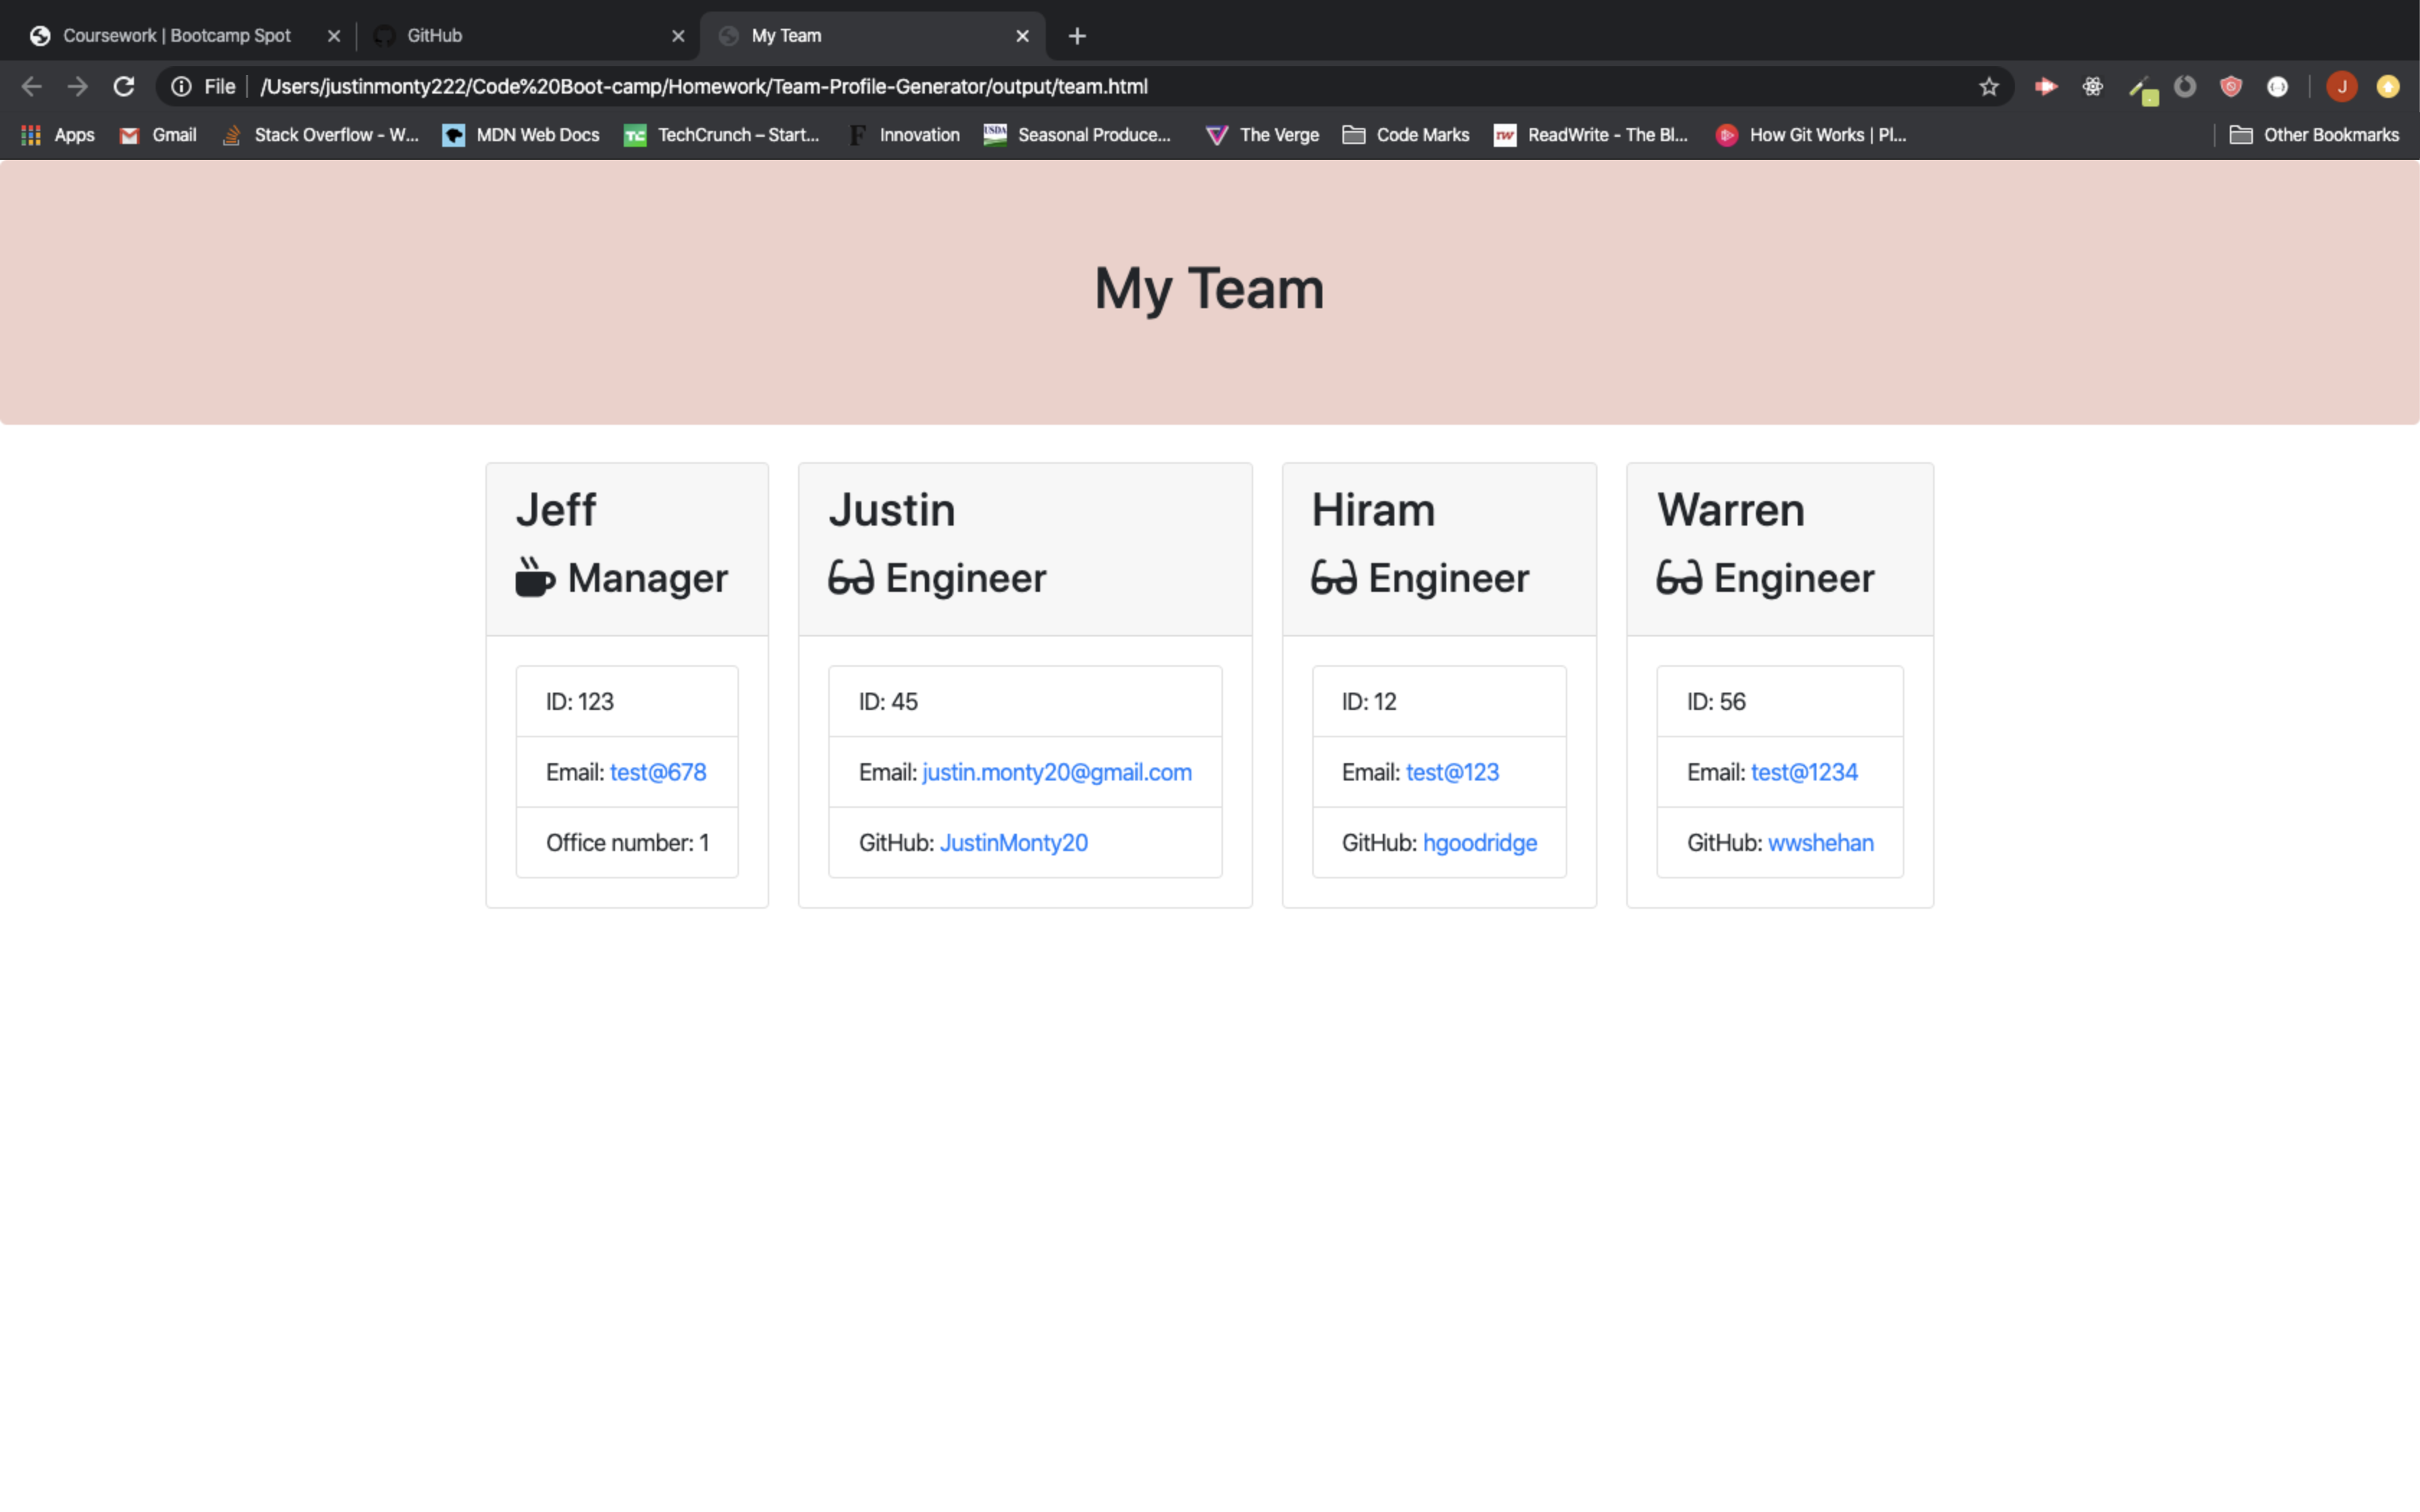 Coursework | Bootcamp Spot GitHub My Team
File /Users/justinmonty222/Code%20Boot-camp/Homework/Team-Profile-Generator/output/team.html J
Apps Gmail Stack Overflow - W... MDN Web Docs TC TechCrunch – Start... F Innovation USDA Seasonal Produce... The Verge Code Marks rw ReadWrite - The Bl... How Git Works | Pl... Other Bookmarks
My Team
Jeff
Manager
ID: 123
Email: test@678
Office number: 1
Justin
Engineer
ID: 45
Email: justin.monty20@gmail.com
GitHub: JustinMonty20
Hiram
Engineer
ID: 12
Email: test@123
GitHub: hgoodridge
Warren
Engineer
ID: 56
Email: test@1234
GitHub: wwshehan